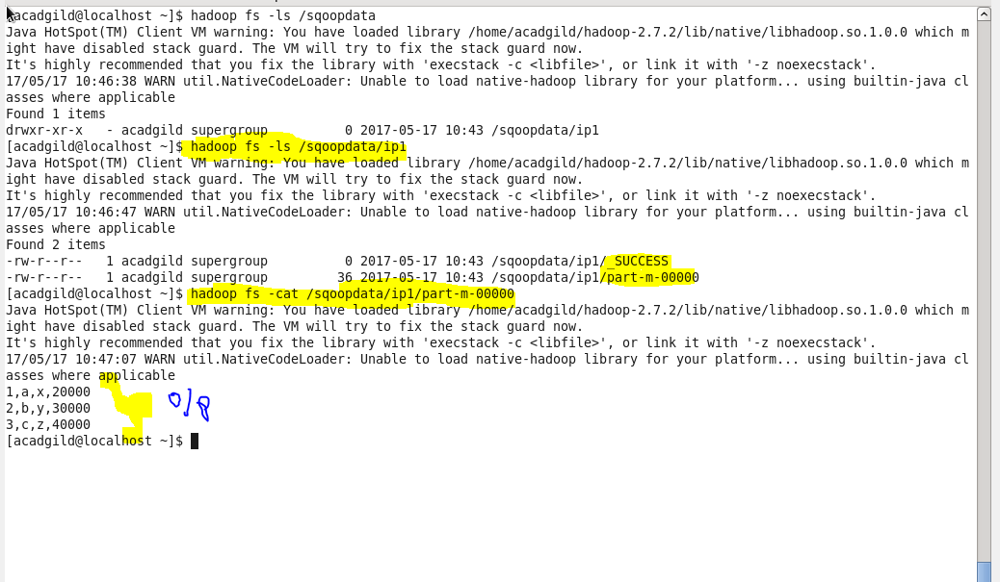 [acadgild@localhost ~]$ hadoop fs -ls /sqoopdata
Java HotSpot(TM) Client VM warning: You have loaded library /home/acadgild/hadoop-2.7.2/lib/native/libhadoop.so.1.0.0 which m
ight have disabled stack guard. The VM will try to fix the stack guard now.
It's highly recommended that you fix the library with 'execstack -c <libfile>', or link it with '-z noexecstack'.
17/05/17 10:46:38 WARN util.NativeCodeLoader: Unable to load native-hadoop library for your platform... using builtin-java cl
asses where applicable
Found 1 items
drwxr-xr-x   - acadgild supergroup          0 2017-05-17 10:43 /sqoopdata/ip1
[acadgild@localhost ~]$ hadoop fs -ls /sqoopdata/ip1
Java HotSpot(TM) Client VM warning: You have loaded library /home/acadgild/hadoop-2.7.2/lib/native/libhadoop.so.1.0.0 which m
ight have disabled stack guard. The VM will try to fix the stack guard now.
It's highly recommended that you fix the library with 'execstack -c <libfile>', or link it with '-z noexecstack'.
17/05/17 10:46:47 WARN util.NativeCodeLoader: Unable to load native-hadoop library for your platform... using builtin-java cl
asses where applicable
Found 2 items
-rw-r--r--   1 acadgild supergroup          0 2017-05-17 10:43 /sqoopdata/ip1/_SUCCESS
-rw-r--r--   1 acadgild supergroup         36 2017-05-17 10:43 /sqoopdata/ip1/part-m-00000
[acadgild@localhost ~]$ hadoop fs -cat /sqoopdata/ip1/part-m-00000
Java HotSpot(TM) Client VM warning: You have loaded library /home/acadgild/hadoop-2.7.2/lib/native/libhadoop.so.1.0.0 which m
ight have disabled stack guard. The VM will try to fix the stack guard now.
It's highly recommended that you fix the library with 'execstack -c <libfile>', or link it with '-z noexecstack'.
17/05/17 10:47:07 WARN util.NativeCodeLoader: Unable to load native-hadoop library for your platform... using builtin-java cl
asses where applicable
1,a,x,20000
2,b,y,30000 o/p
3,c,z,40000
[acadgild@localhost ~]$